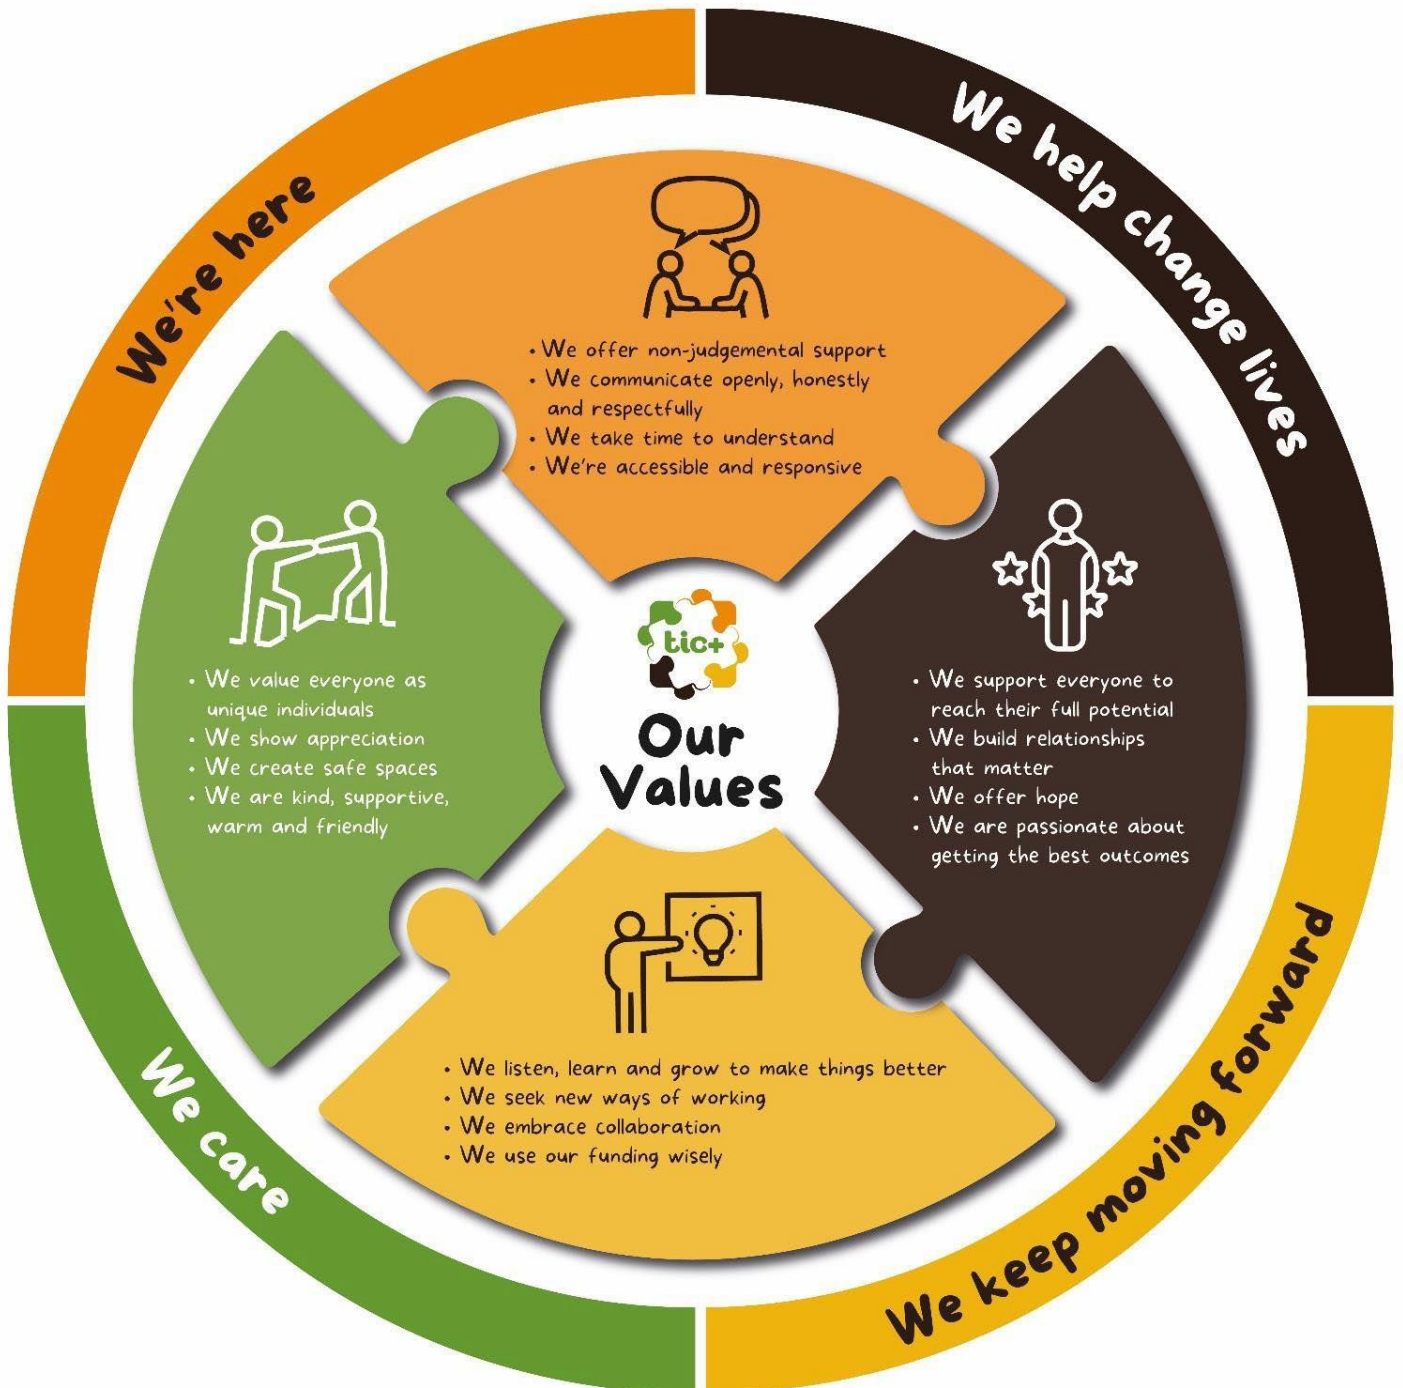 We're here
We help change lives
• We offer non-judgemental support
• We communicate openly, honestly
and respectfully
• We take time to understand
• We're accessible and responsive
• We value everyone as
unique individuals
• We show appreciation
• We create safe spaces
• We are kind, supportive,
warm and friendly
tic+
Our
Values
• We support everyone to
reach their full potential
• We build relationships
that matter
• We offer hope
• We are passionate about
getting the best outcomes
• We listen, learn and grow to make things better
• We seek new ways of working
• We embrace collaboration
• We use our funding wisely
We care
We keep moving forward